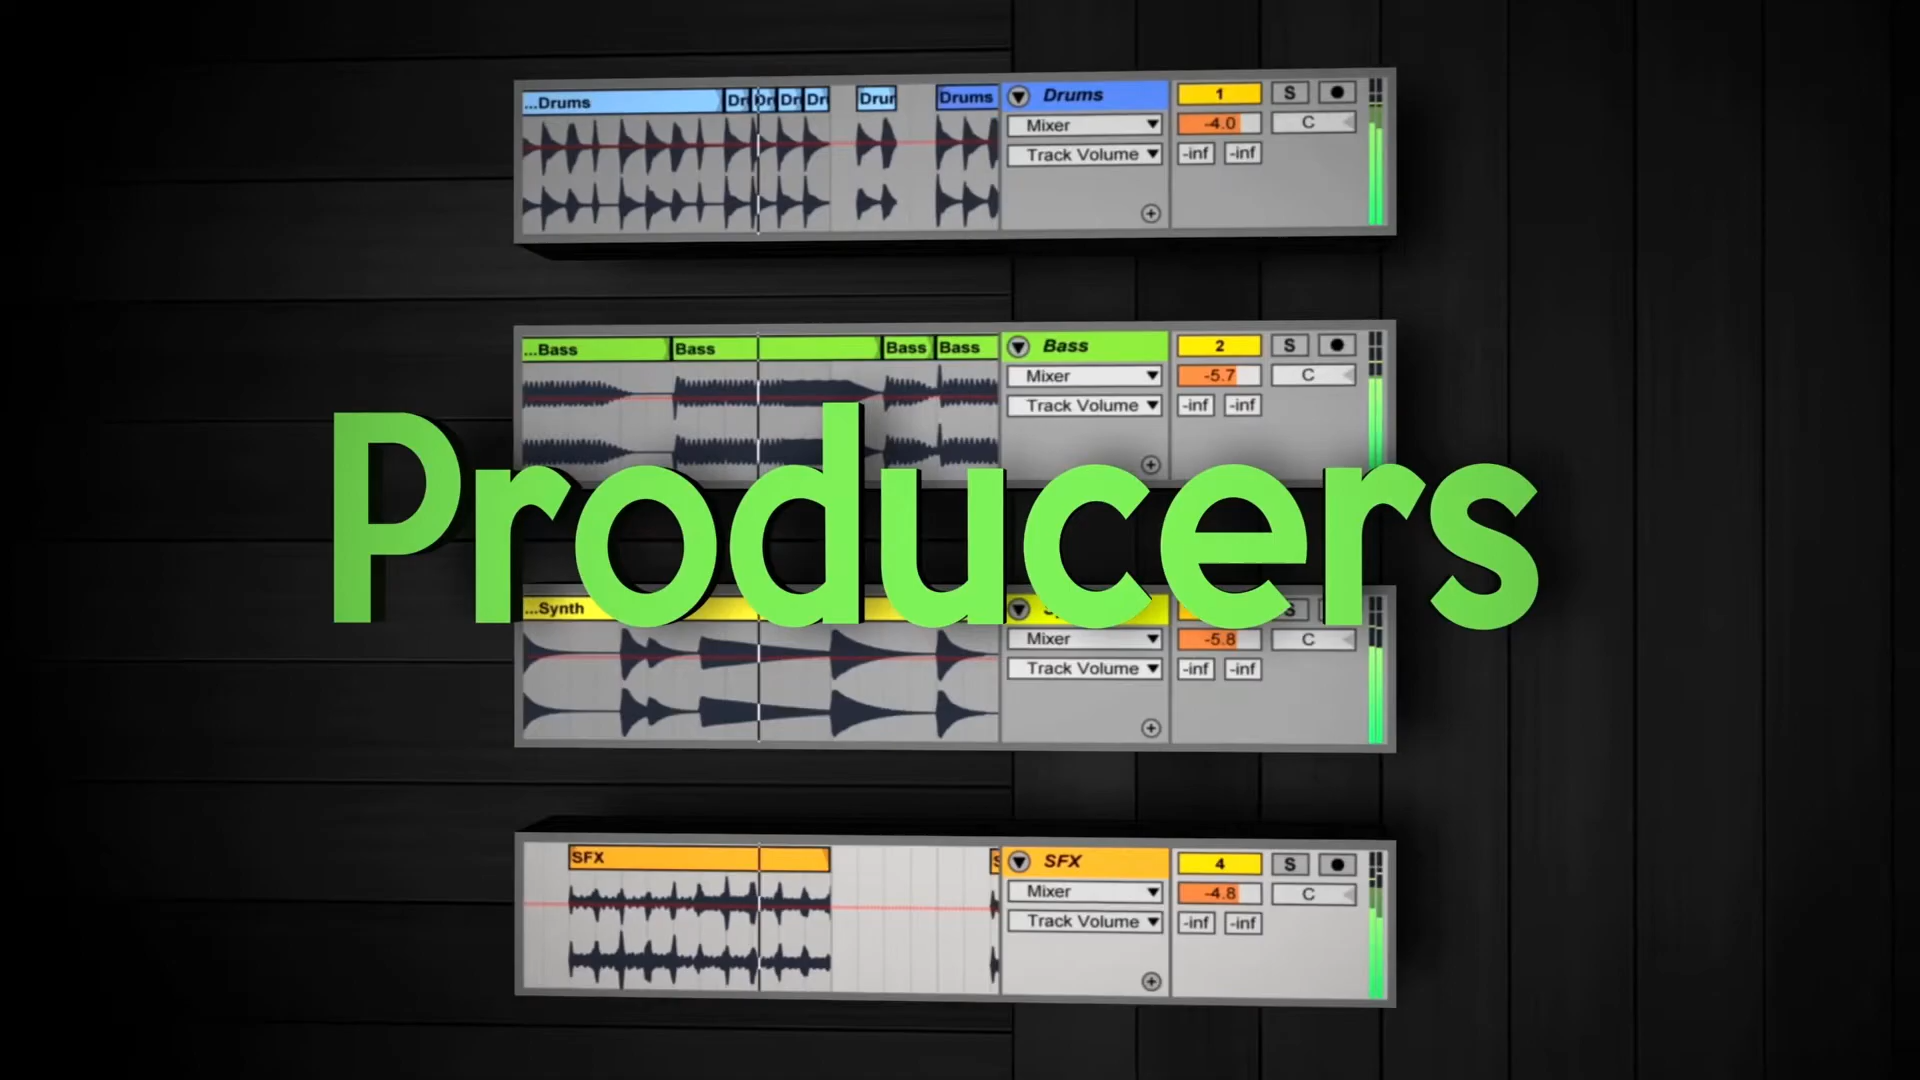 ...Drums Dr Dr Dr Dr Drur Drums Drums 1 S
Mixer -4.0 C
Track Volume -inf -inf
...Bass Bass Bass Bass Bass 2 S
Mixer -5.7 C
Track Volume -inf -inf
Producers
...Synth S
Mixer -5.8 C
Track Volume -inf -inf
SFX S SFX 4 S
Mixer -4.8 C
Track Volume -inf -inf